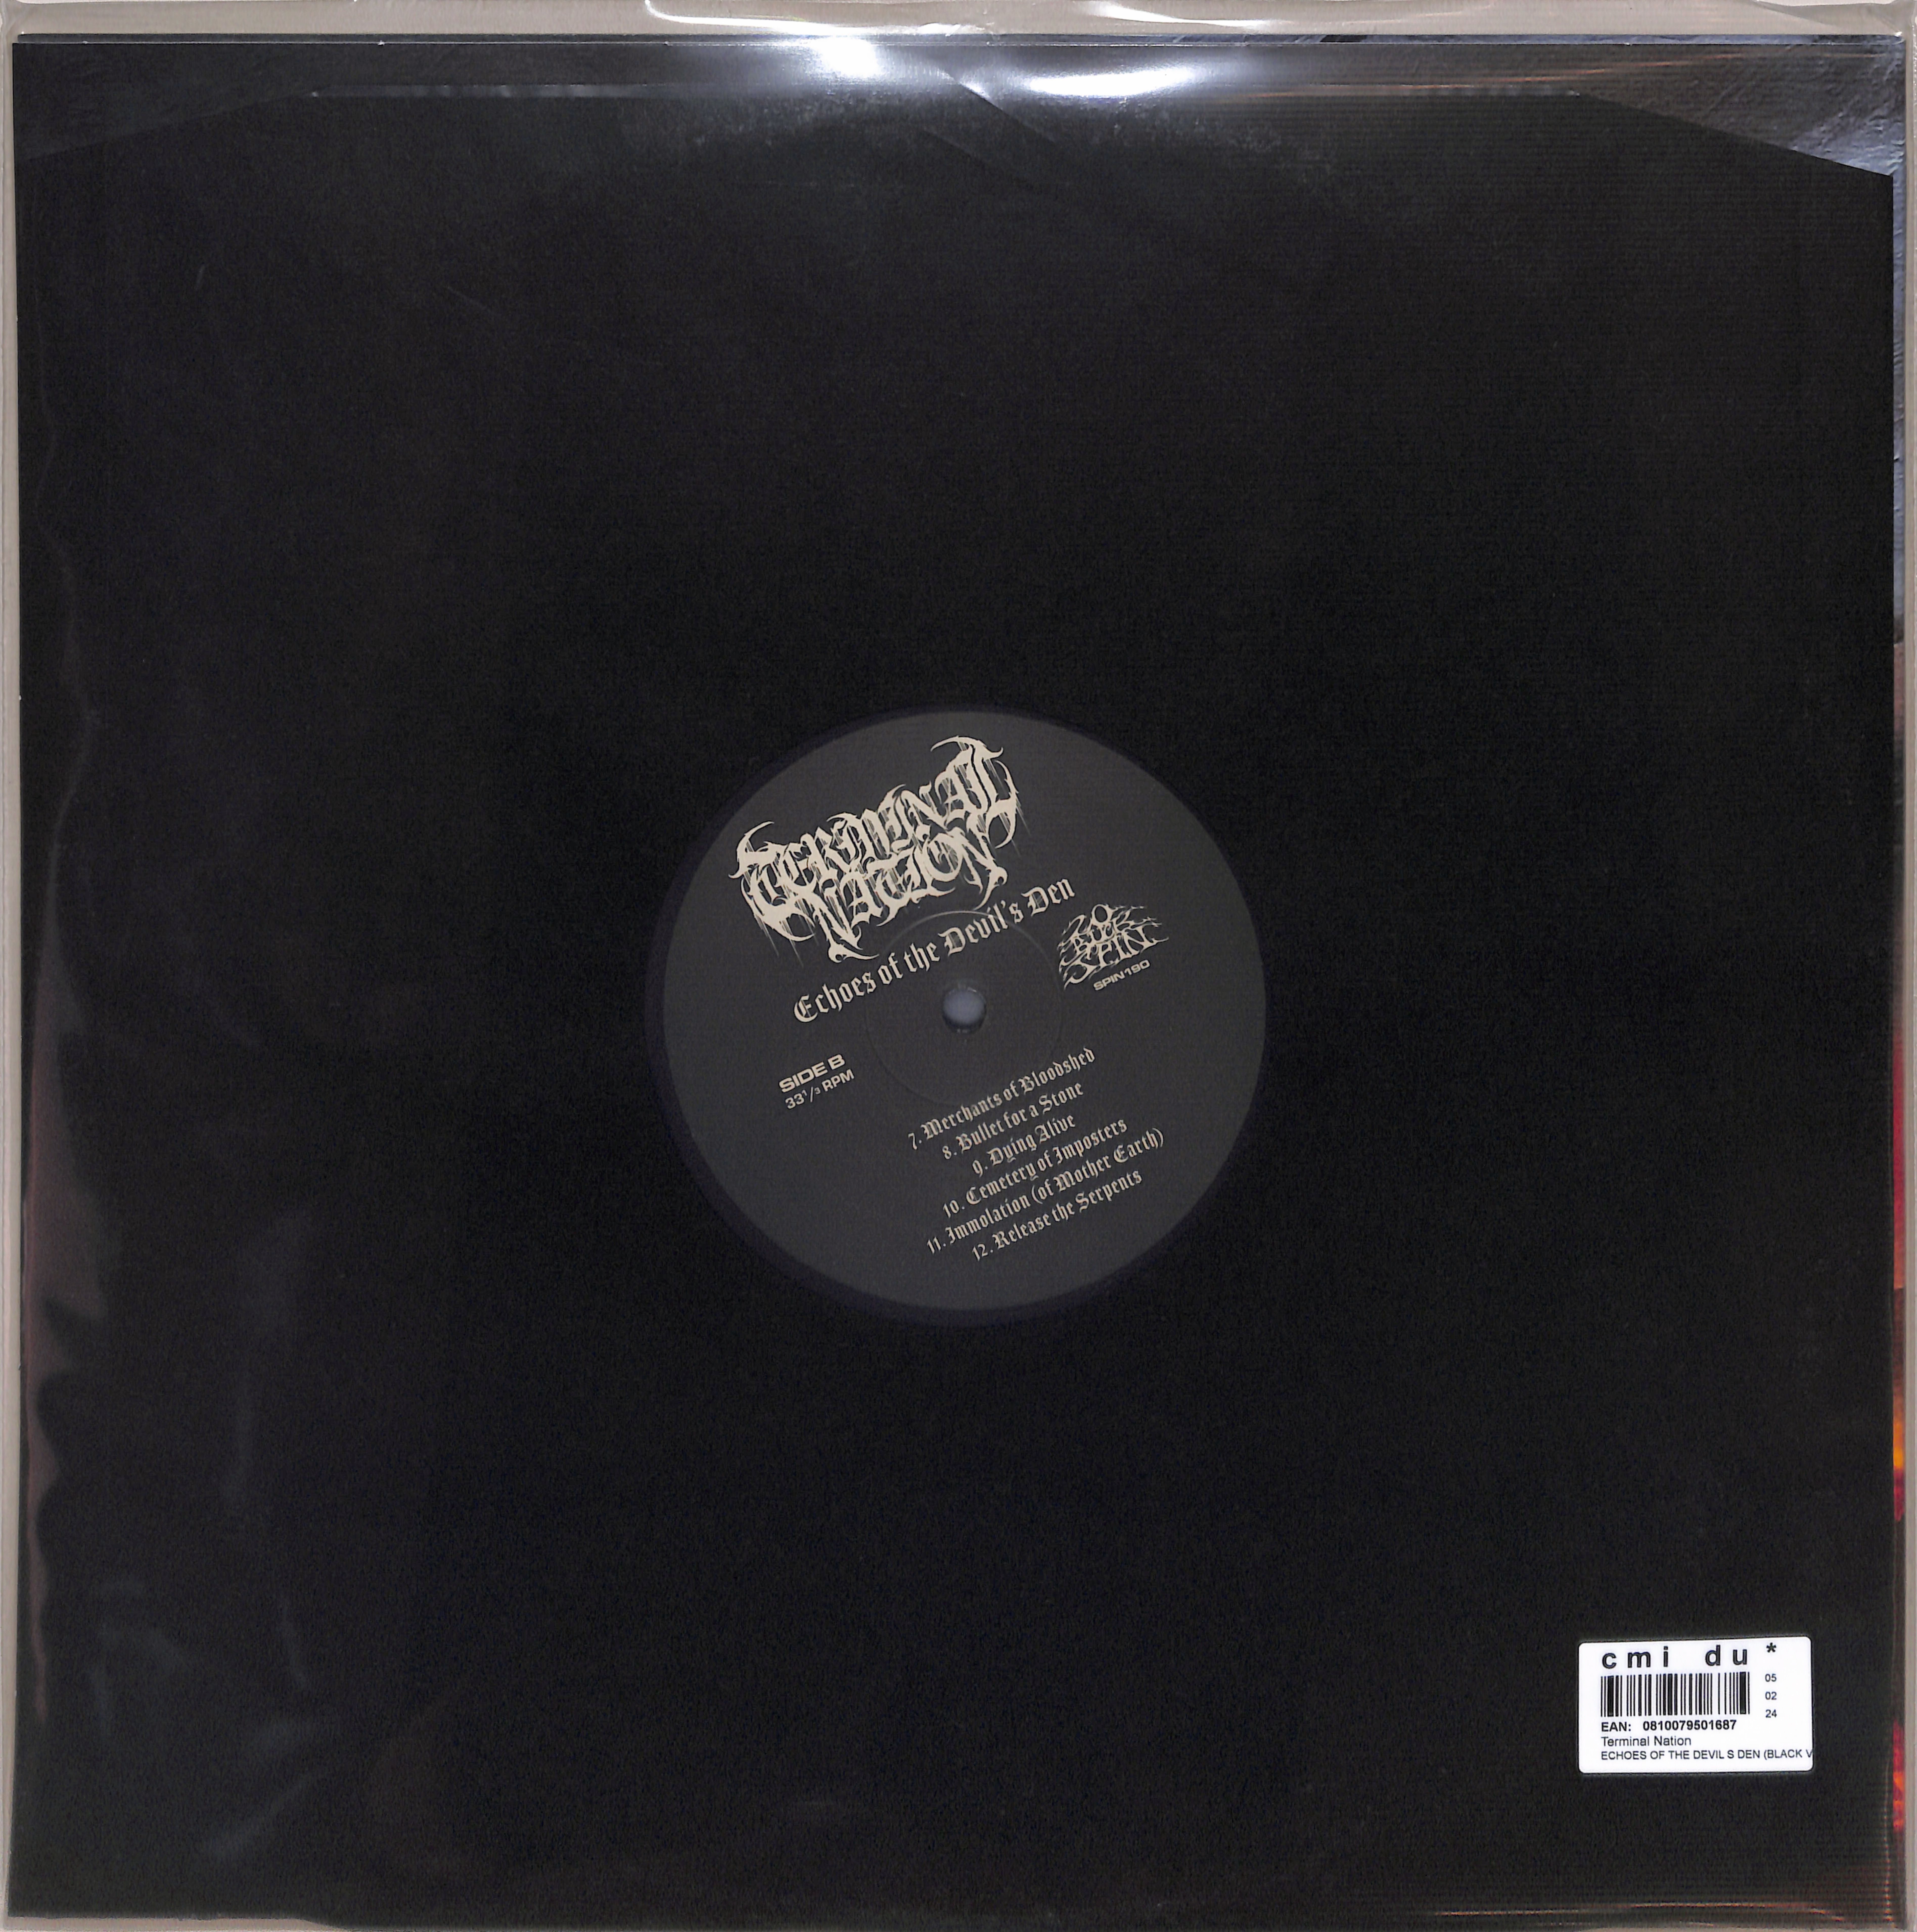 TERMINAL
NATION
Echoes of the Devil's Den
20
BUCK
SPIN
SPIN190
SIDE B
33 1/3 RPM
7. Merchants of Bloodshed
8. Bullet for a Stone
9. Dying Alive
10. Cemetery of Imposters
11. Immolation (of Mother Earth)
12. Release the Serpents
cmi du *
05
02
24
EAN: 0810079501687
Terminal Nation
ECHOES OF THE DEVIL S DEN (BLACK V